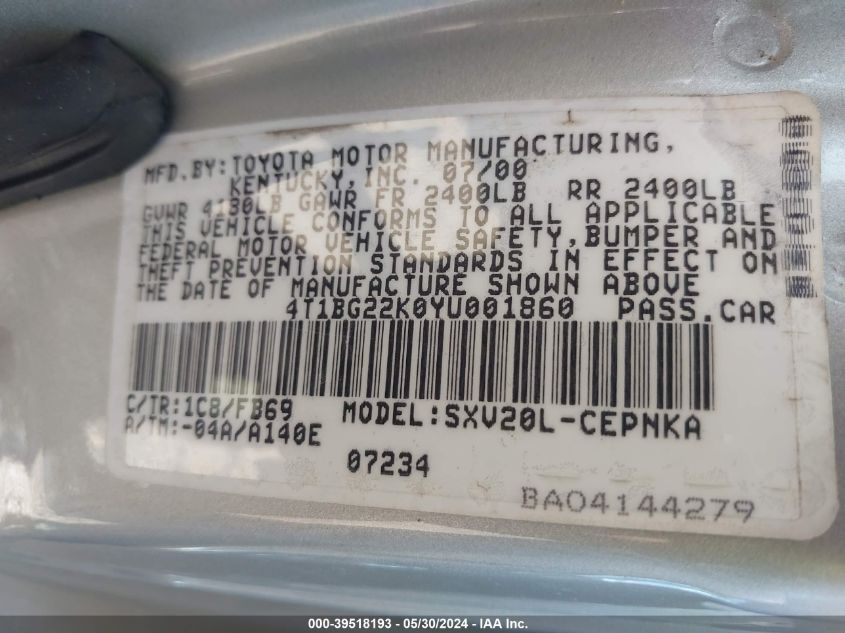 MFD.BY:TOYOTA MOTOR MANUFACTURING,
KENTUCKY,INC. 07/00
GVWR 4130LB GAWR FR 2400LB RR 2400LB
THIS VEHICLE CONFORMS TO ALL APPLICABLE
FEDERAL MOTOR VEHICLE SAFETY,BUMPER AND
THEFT PREVENTION STANDARDS IN EFFECT ON
THE DATE OF MANUFACTURE SHOWN ABOVE
4T1BG22K0YU001860 PASS.CAR
C/TR:1C8/FB69 MODEL:SXV20L-CEPNKA
A/TM:-04A/A140E
07234
BA04144279
000-39518193 - 05/30/2024 - IAA Inc.